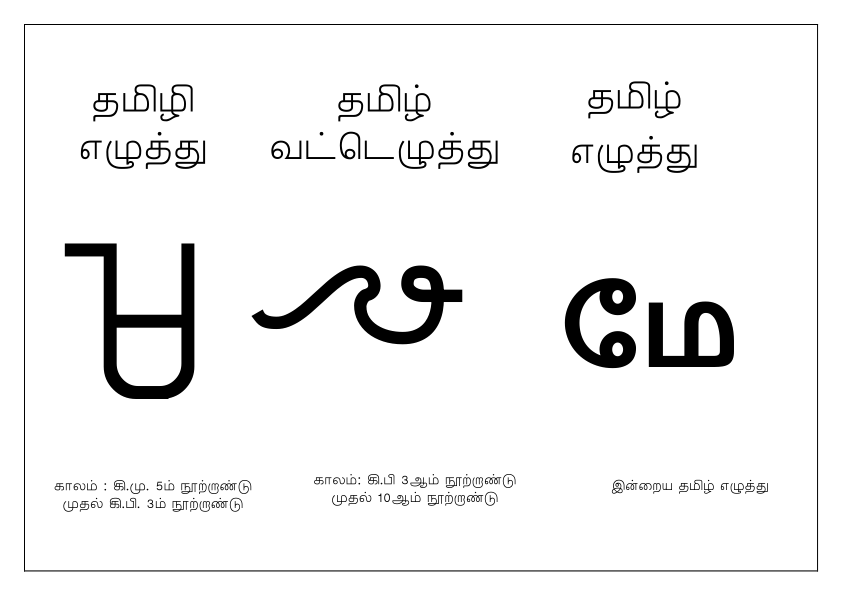 தமிழி
எழுத்து
தமிழ்
வட்டெழுத்து
தமிழ்
எழுத்து
𑀫𑁂
மே
காலம் : கி.மு. 5ம் நூற்றாண்டு
முதல் கி.பி. 3ம் நூற்றாண்டு
காலம்: கி.பி 3ஆம் நூற்றாண்டு
முதல் 10ஆம் நூற்றாண்டு
இன்றைய தமிழ் எழுத்து